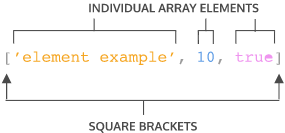 INDIVIDUAL ARRAY ELEMENTS
['element example', 10, true]
SQUARE BRACKETS